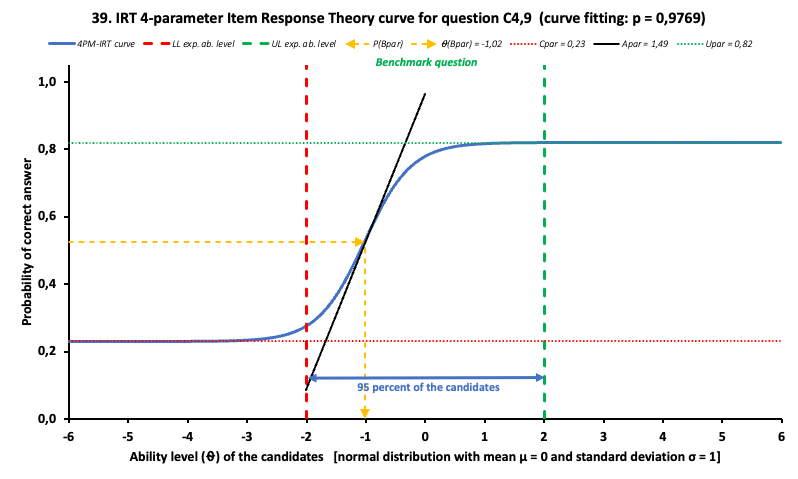 39. IRT 4-parameter Item Response Theory curve for question C4,9 (curve fitting: p = 0,9769)
4PM-IRT curve LL exp. ab. level UL exp. ab. level P(Bpar) ϑ(Bpar) = -1,02 Cpar = 0,23 Apar = 1,49 Upar = 0,82
Benchmark question
1,0
0,8
0,6
0,4
0,2
0,0
Probability of correct answer
95 percent of the candidates
-6 -5 -4 -3 -2 -1 0 1 2 3 4 5 6
Ability level (ϑ) of the candidates [normal distribution with mean μ = 0 and standard deviation σ = 1]